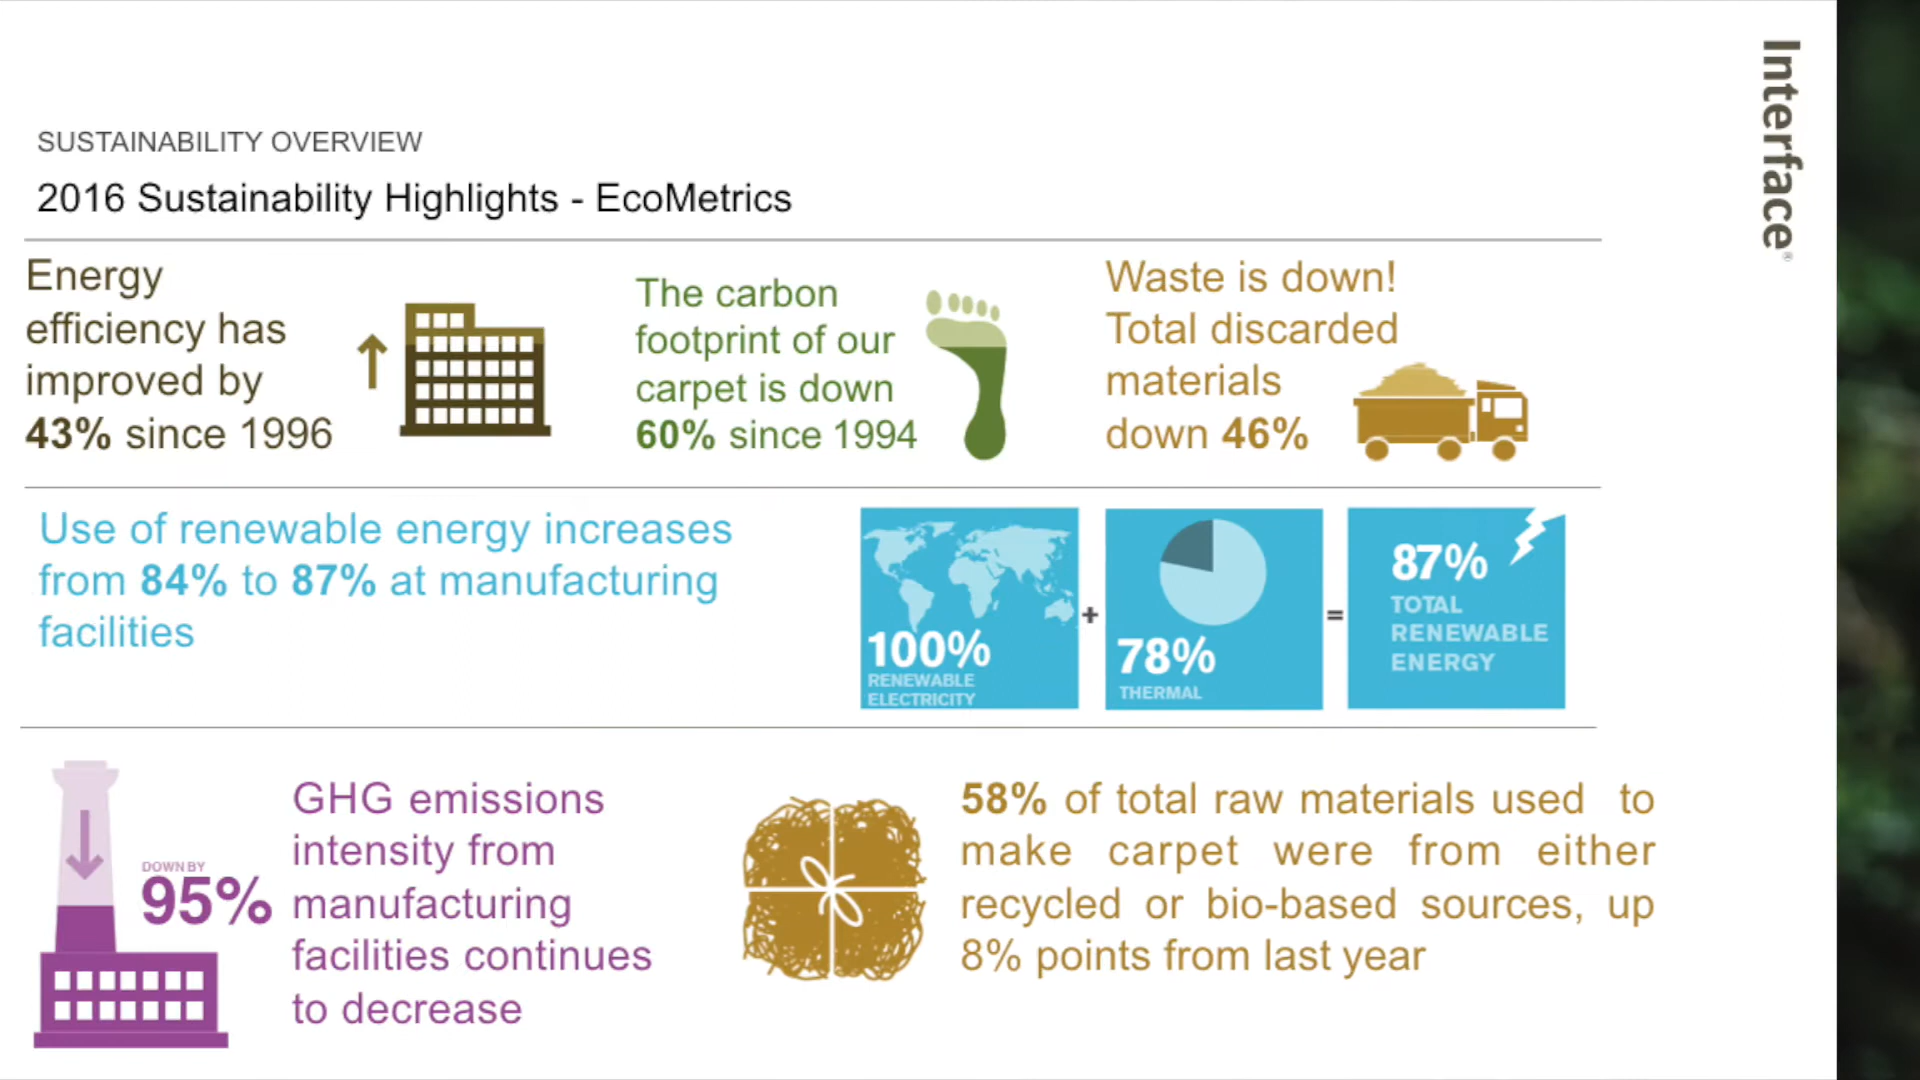 Interface®
SUSTAINABILITY OVERVIEW
2016 Sustainability Highlights - EcoMetrics
Energy
efficiency has
improved by
43% since 1996
The carbon
footprint of our
carpet is down
60% since 1994
Waste is down!
Total discarded
materials
down 46%
Use of renewable energy increases
from 84% to 87% at manufacturing
facilities
100%
RENEWABLE
ELECTRICITY
+
78%
THERMAL
=
87%
TOTAL
RENEWABLE
ENERGY
DOWN BY
95%
GHG emissions
intensity from
manufacturing
facilities continues
to decrease
58% of total raw materials used to
make carpet were from either
recycled or bio-based sources, up
8% points from last year